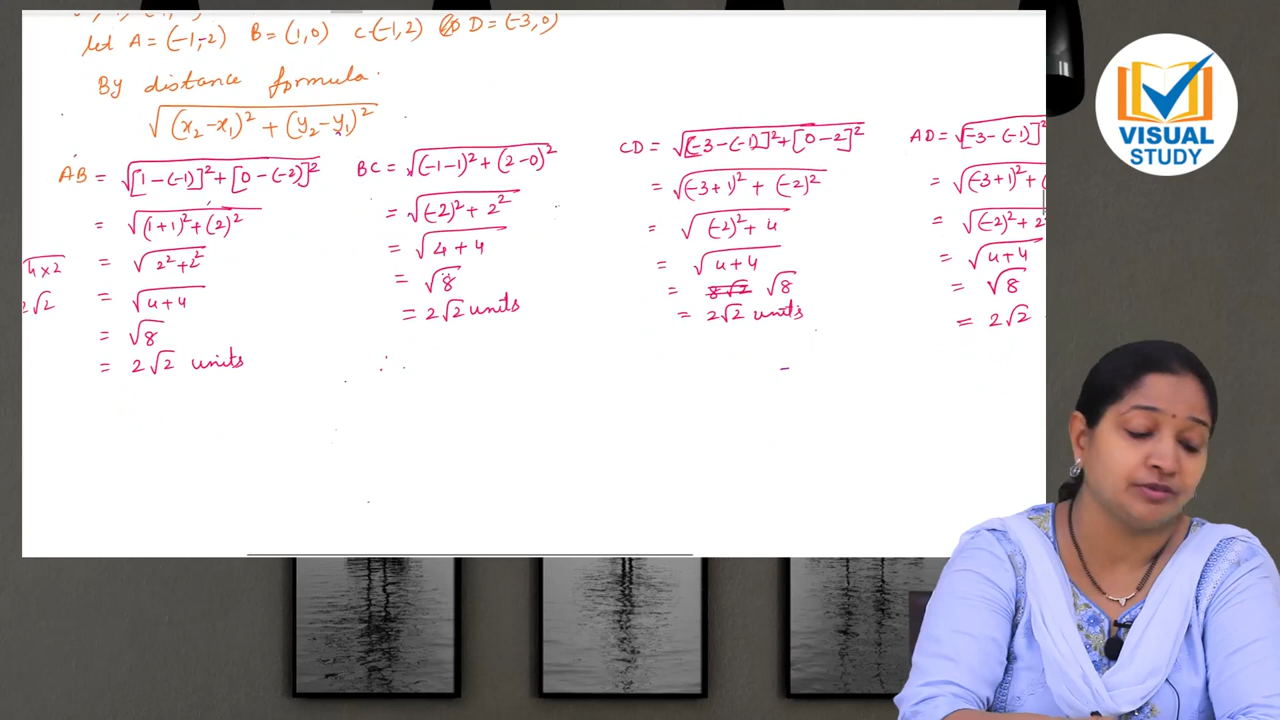 let A = (-1,-2) B = (1,0) C (-1,2) D = (-3,0)
By distance formula
√(x₂-x₁)² + (y₂-y₁)²
AB = √[1-(-1)]²+[0-(-2)]²
= √(1+1)²+(2)²
= √2²+2²
= √4+4
= √8
= 2√2 units
4×2
2√2
BC = √(-1-1)²+(2-0)²
= √(-2)²+2²
= √4+4
= √8
= 2√2 units
∴
CD = √[-3-(-1)]²+[0-2]²
= √(-3+1)²+(-2)²
= √(-2)²+4
= √4+4
= 8√2 √8
= 2√2 units
AD = √[-3-(-1)]²
= √(-3+1)²+(
= √(-2)²+2
= √4+4
= √8
= 2√2
VISUAL
STUDY